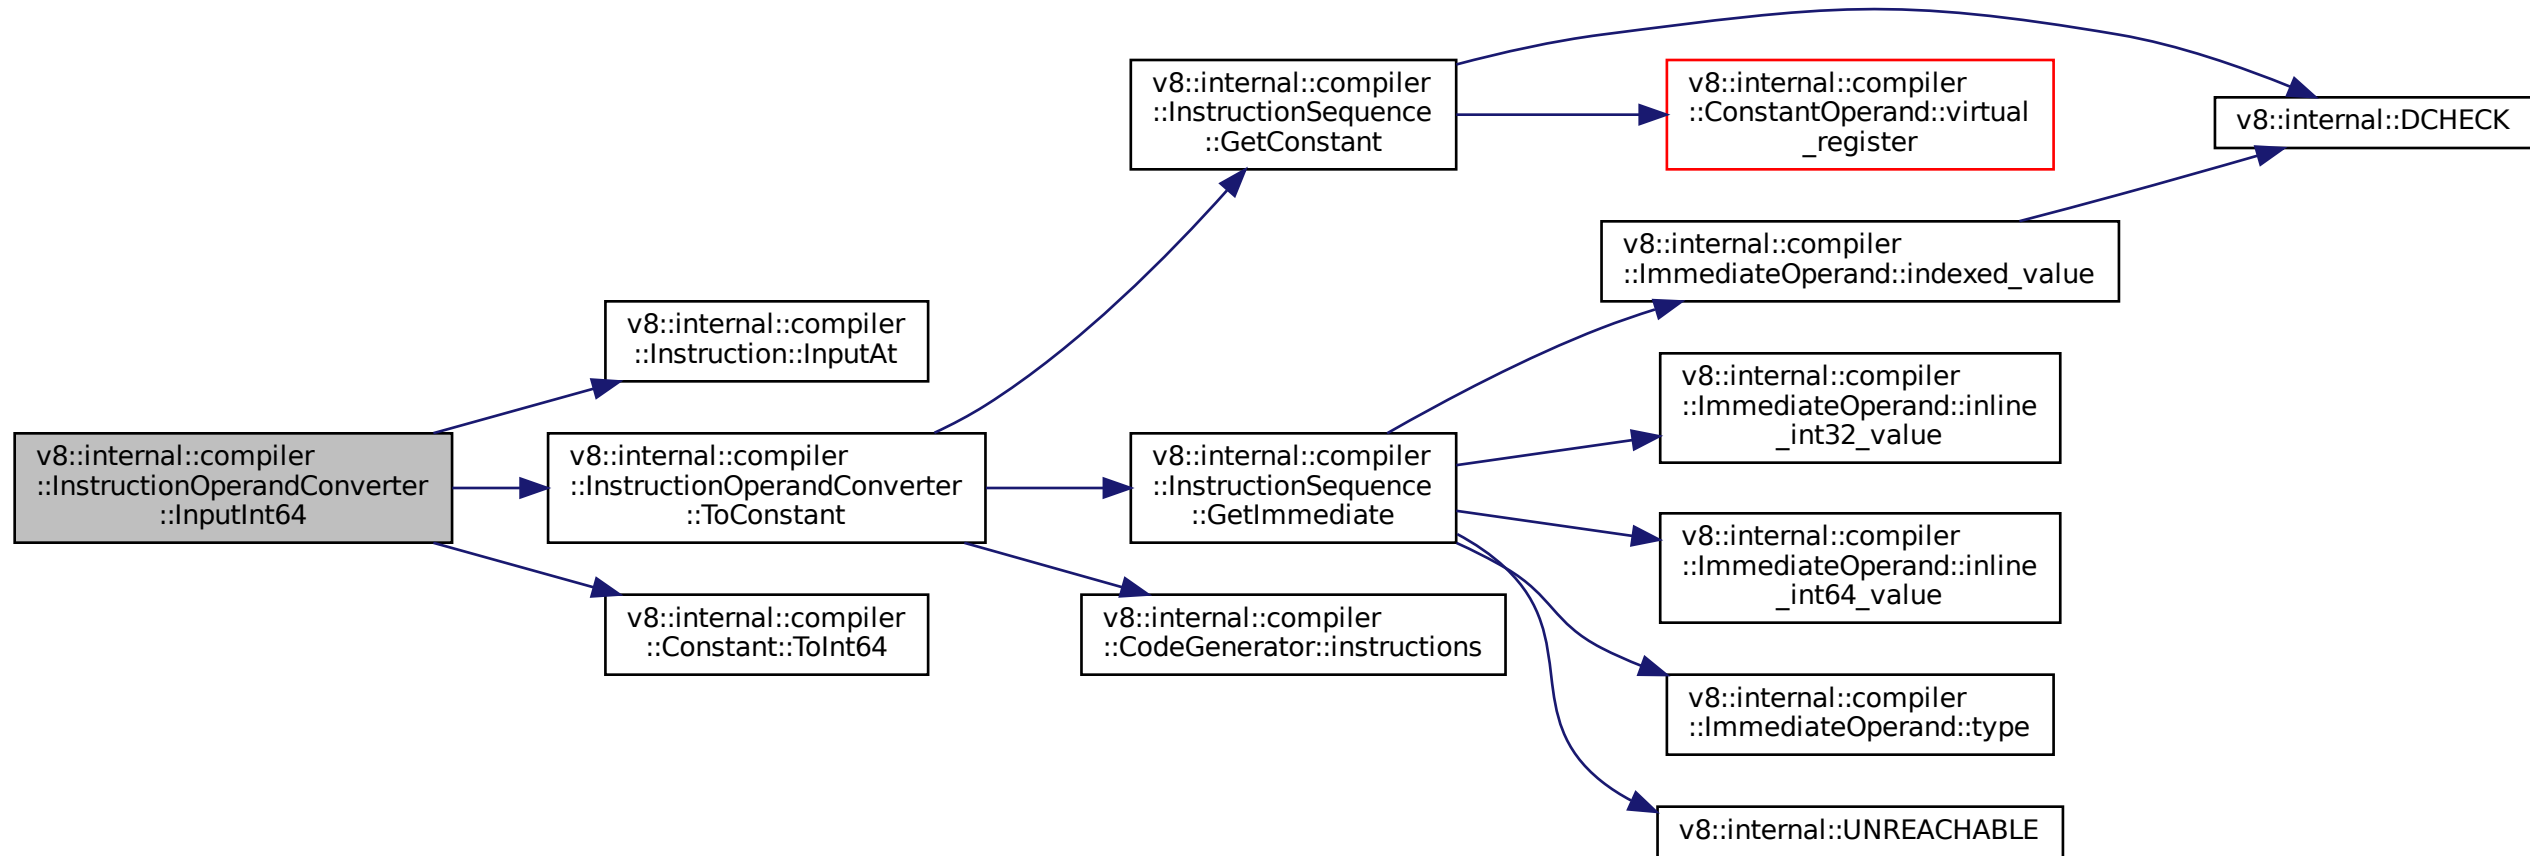 v8::internal::compiler
::InstructionOperandConverter
::InputInt64
v8::internal::compiler
::Instruction::InputAt
v8::internal::compiler
::InstructionOperandConverter
::ToConstant
v8::internal::compiler
::Constant::ToInt64
v8::internal::compiler
::InstructionSequence
::GetConstant
v8::internal::compiler
::InstructionSequence
::GetImmediate
v8::internal::compiler
::CodeGenerator::instructions
v8::internal::compiler
::ConstantOperand::virtual
_register
v8::internal::compiler
::ImmediateOperand::indexed_value
v8::internal::compiler
::ImmediateOperand::inline
_int32_value
v8::internal::compiler
::ImmediateOperand::inline
_int64_value
v8::internal::compiler
::ImmediateOperand::type
v8::internal::UNREACHABLE
v8::internal::DCHECK